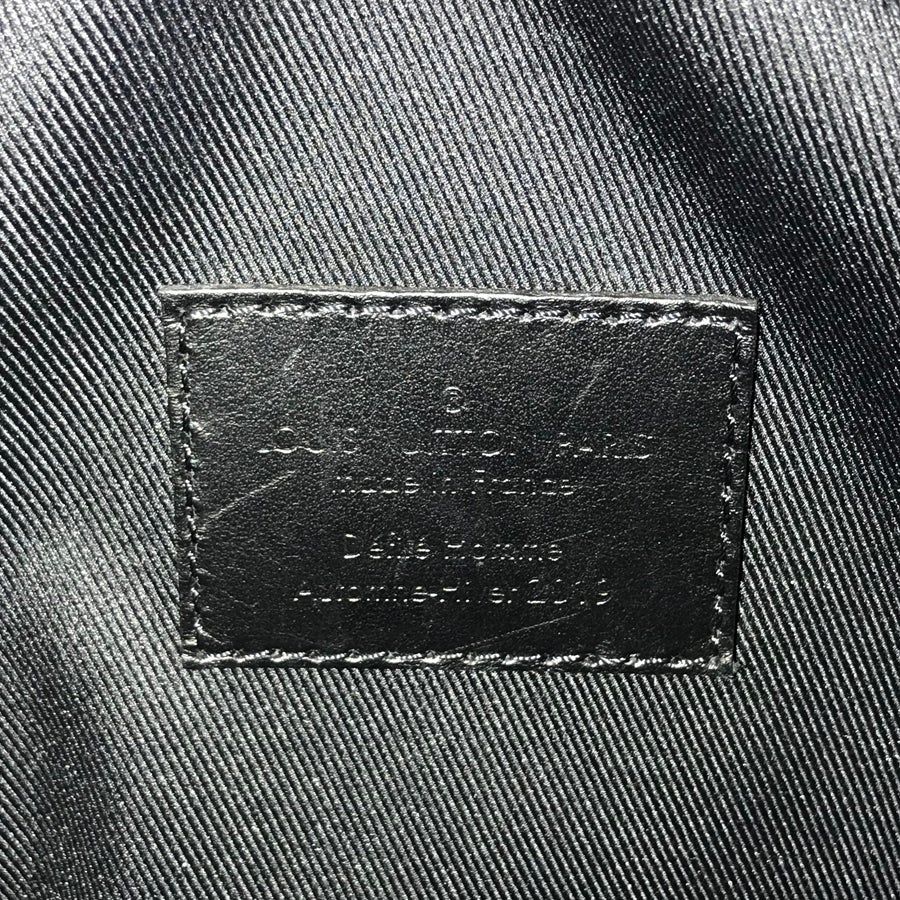 ®
LOUIS VUITTON PARIS
Made in France
Défilé Homme
Automne-Hiver 2019